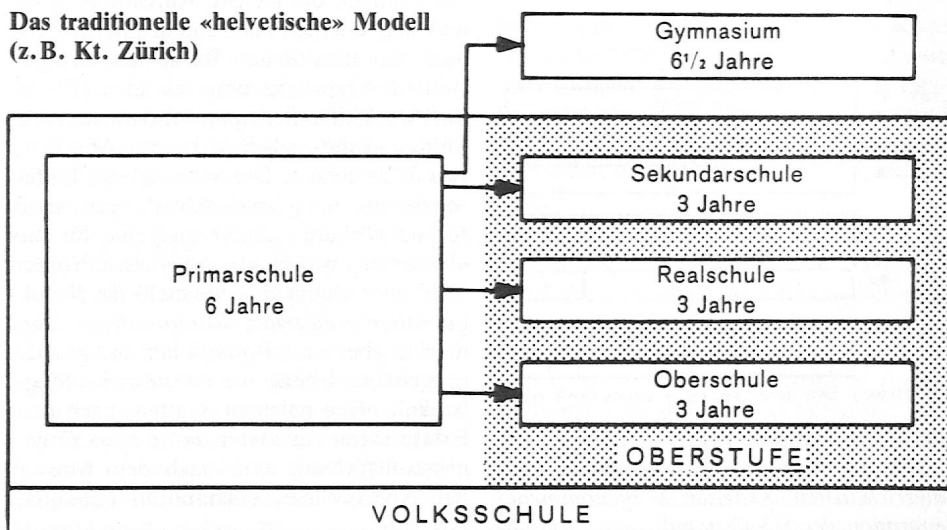 Das traditionelle «helvetische» Modell
(z. B. Kt. Zürich)
Gymnasium
6¹/₂ Jahre
Primarschule
6 Jahre
Sekundarschule
3 Jahre
Realschule
3 Jahre
Oberschule
3 Jahre
OBERSTUFE
VOLKSSCHULE